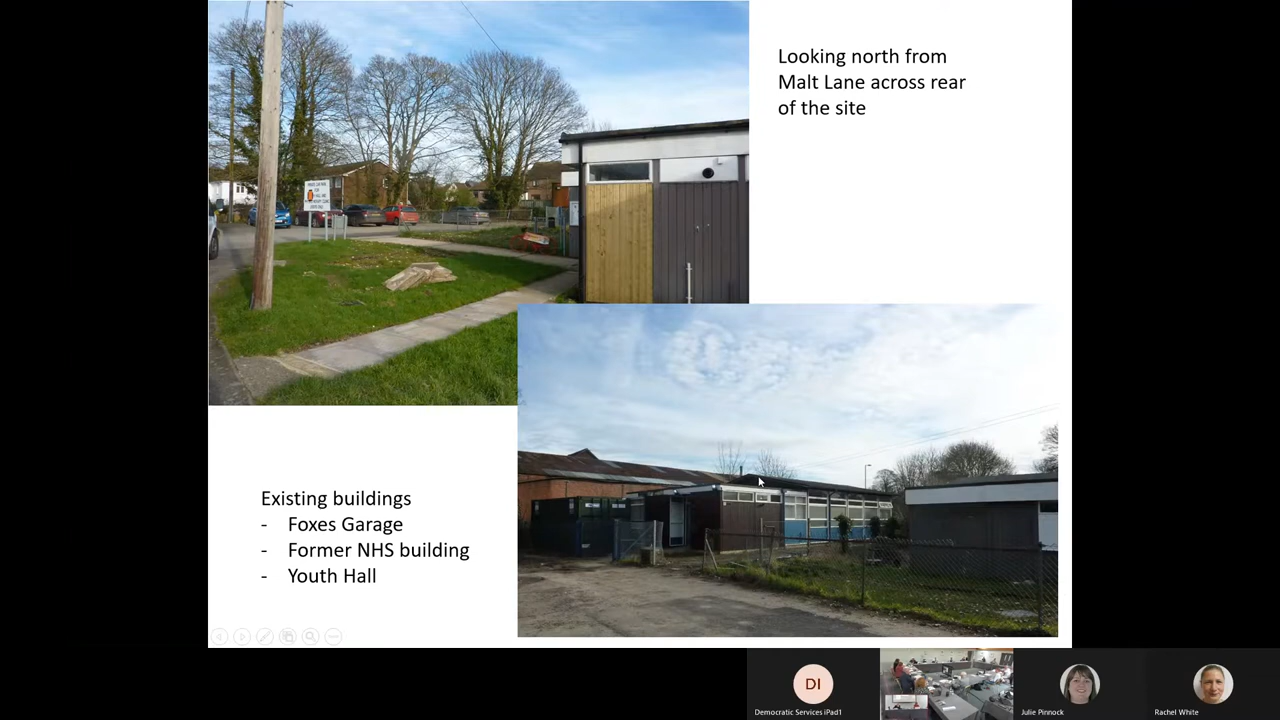 Looking north from
Malt Lane across rear
of the site
Existing buildings
- Foxes Garage
- Former NHS building
- Youth Hall
DI
Democratic Services iPad1
Julie Pinnock
Rachel White